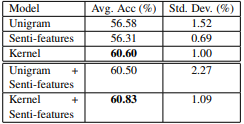 Model Avg. Acc (%) Std. Dev. (%)
Unigram 56.58 1.52
Senti-features 56.31 0.69
Kernel 60.60 1.00
Unigram + 60.50 2.27
Senti-features
Kernel + 60.83 1.09
Senti-features